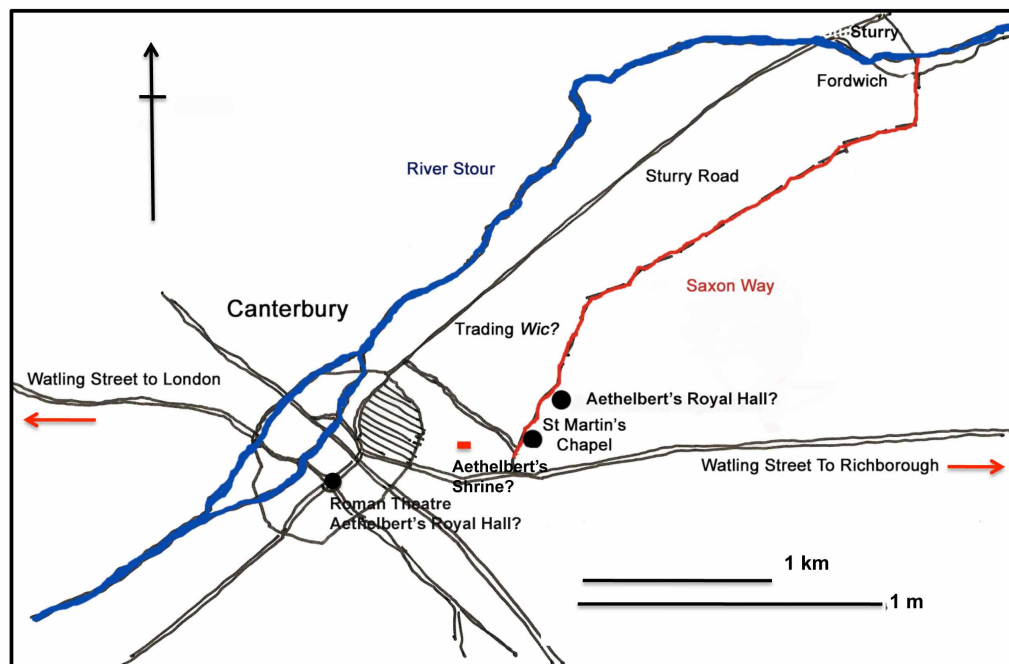 Sturry
Fordwich
River Stour
Sturry Road
Saxon Way
Canterbury
Trading Wic?
Watling Street to London
Aethelbert's Royal Hall?
St Martin's
Chapel
Aethelbert's
Shrine?
Watling Street To Richborough
Roman Theatre
Aethelbert's Royal Hall?
1 km
1 m